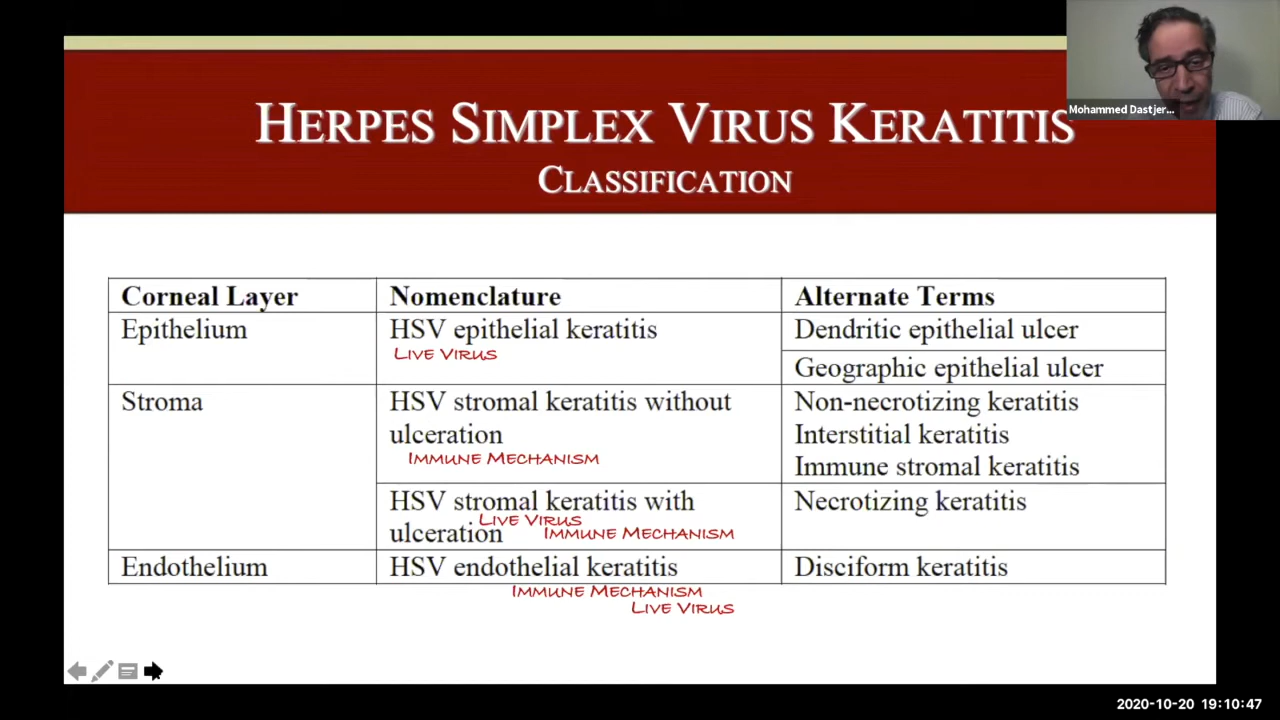 HERPES SIMPLEX VIRUS KERATITIS
CLASSIFICATION
Mohammed Dastjer...
Corneal Layer Nomenclature Alternate Terms
Epithelium HSV epithelial keratitis Dendritic epithelial ulcer
LIVE VIRUS
Geographic epithelial ulcer
Stroma HSV stromal keratitis without Non-necrotizing keratitis
ulceration Interstitial keratitis
IMMUNE MECHANISM Immune stromal keratitis
HSV stromal keratitis with Necrotizing keratitis
LIVE VIRUS
ulceration IMMUNE MECHANISM
Endothelium HSV endothelial keratitis Disciform keratitis
IMMUNE MECHANISM
LIVE VIRUS
2020-10-20 19:10:47